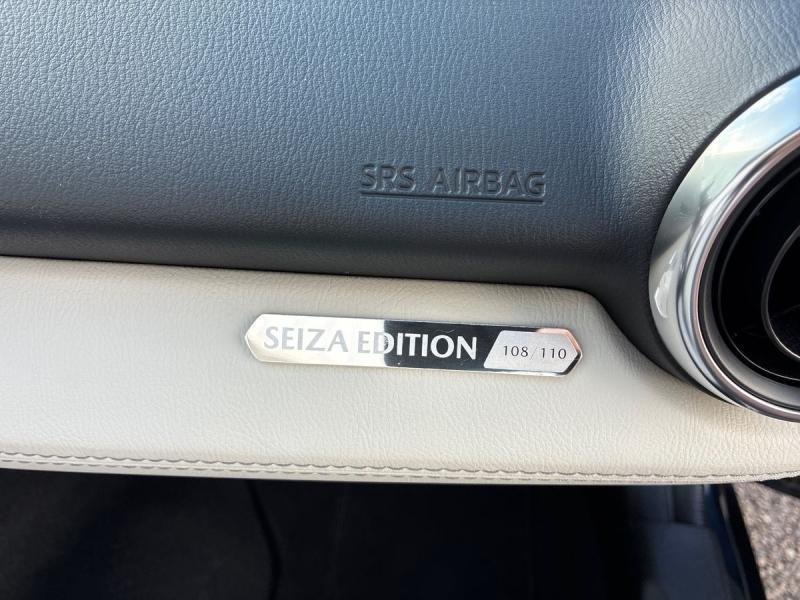 SRS AIRBAG
SEIZA EDITION 108/110